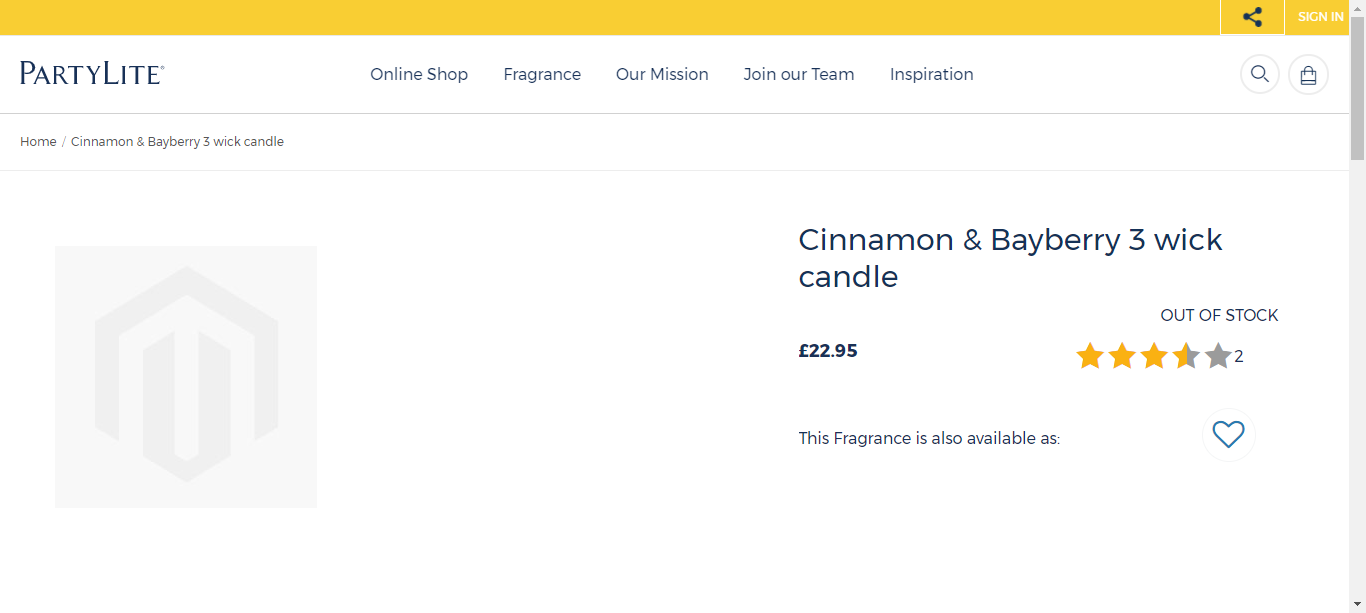 SIGN IN
PARTYLITE®
Online Shop
Fragrance
Our Mission
Join our Team
Inspiration
Home / Cinnamon & Bayberry 3 wick candle
Cinnamon & Bayberry 3 wick
candle
OUT OF STOCK
£22.95
2
This Fragrance is also available as: